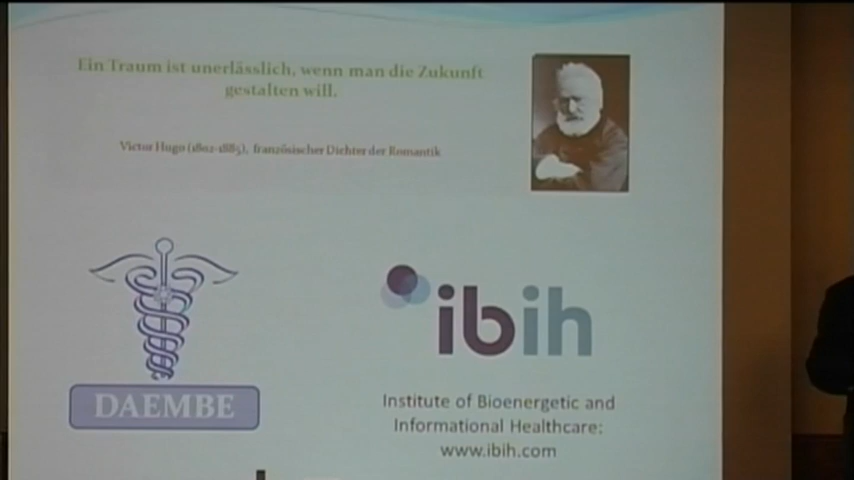 Ein Traum ist unerlässlich, wenn man die Zukunft
gestalten will.
Victor Hugo (1802-1885), französischer Dichter der Romantik
DAEMBE
ibih
Institute of Bioenergetic and
Informational Healthcare:
www.ibih.com